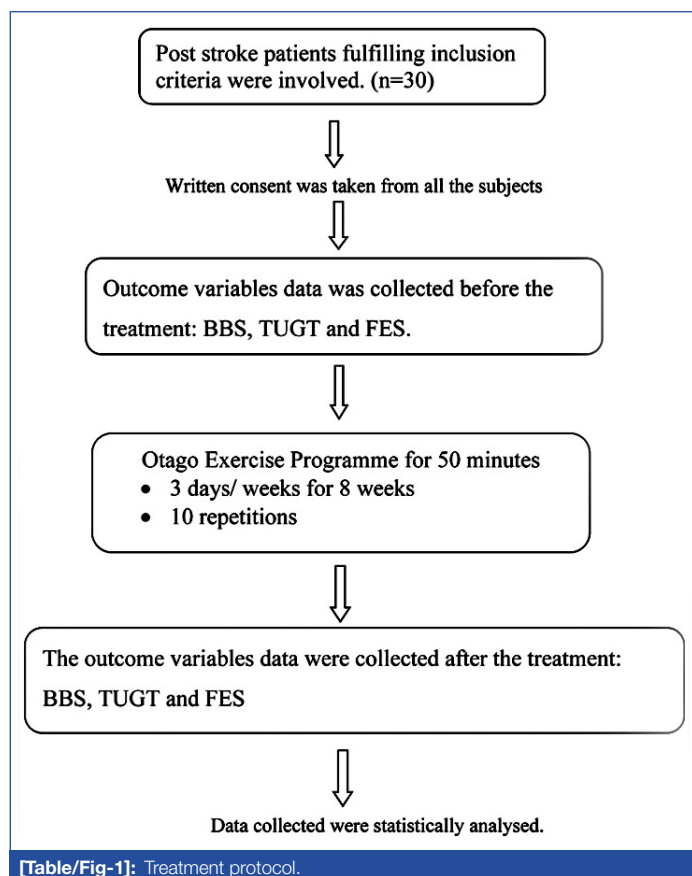 Post stroke patients fulfilling inclusion
criteria were involved. (n=30)
Written consent was taken from all the subjects
Outcome variables data was collected before the
treatment: BBS, TUGT and FES.
Otago Exercise Programme for 50 minutes
• 3 days/ weeks for 8 weeks
• 10 repetitions
The outcome variables data were collected after the treatment:
BBS, TUGT and FES
Data collected were statistically analysed.
[Table/Fig-1]: Treatment protocol.